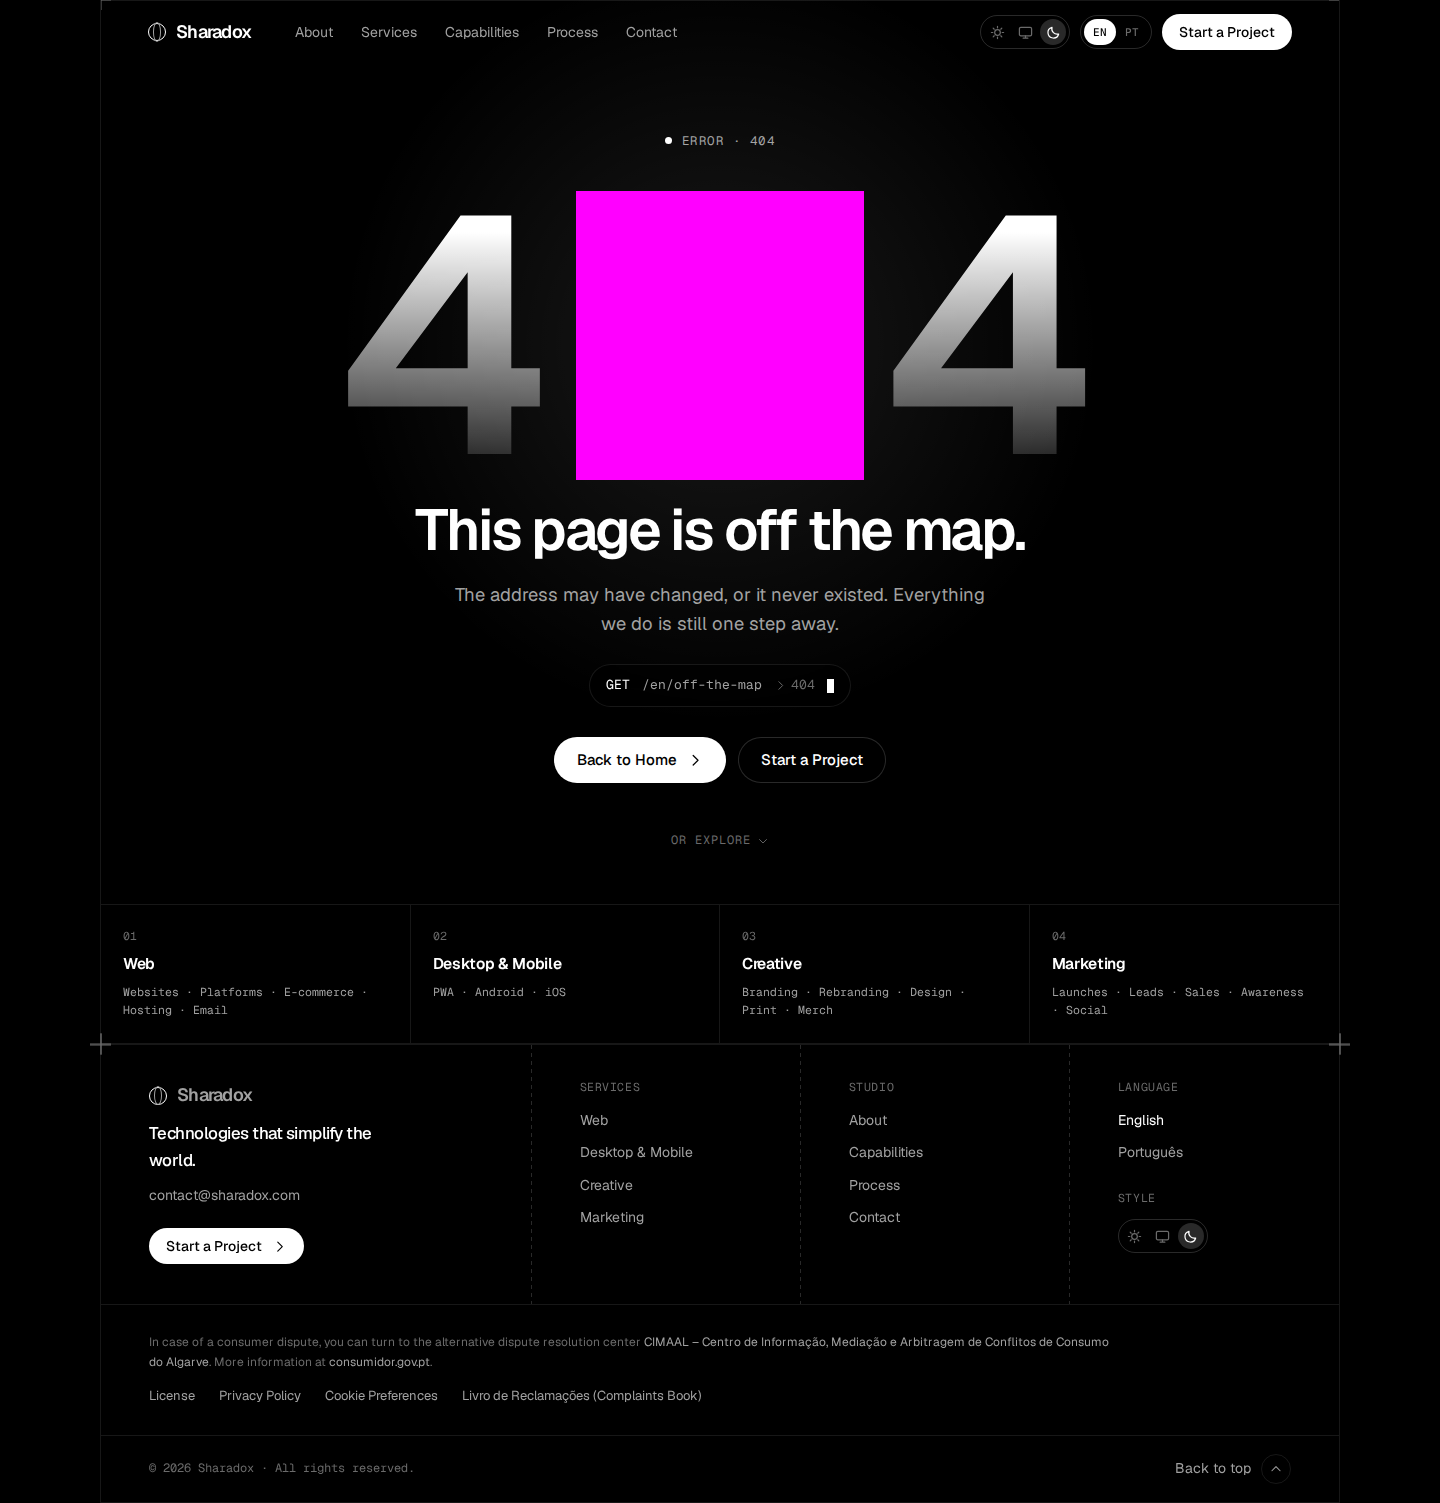 Sharadox
About Services Capabilities Process Contact
EN PT
Start a Project
ERROR · 404
4 4
This page is off the map.
The address may have changed, or it never existed. Everything
we do is still one step away.
GET /en/off-the-map > 404
Back to Home
Start a Project
OR EXPLORE
01
Web
Websites · Platforms · E-commerce ·
Hosting · Email
02
Desktop & Mobile
PWA · Android · iOS
03
Creative
Branding · Rebranding · Design ·
Print · Merch
04
Marketing
Launches · Leads · Sales · Awareness
· Social
Sharadox
Technologies that simplify the
world.
contact@sharadox.com
Start a Project
SERVICES
Web
Desktop & Mobile
Creative
Marketing
STUDIO
About
Capabilities
Process
Contact
LANGUAGE
English
Português
STYLE
In case of a consumer dispute, you can turn to the alternative dispute resolution center CIMAAL – Centro de Informação, Mediação e Arbitragem de Conflitos de Consumo
do Algarve. More information at consumidor.gov.pt.
License Privacy Policy Cookie Preferences Livro de Reclamações (Complaints Book)
© 2026 Sharadox · All rights reserved.
Back to top